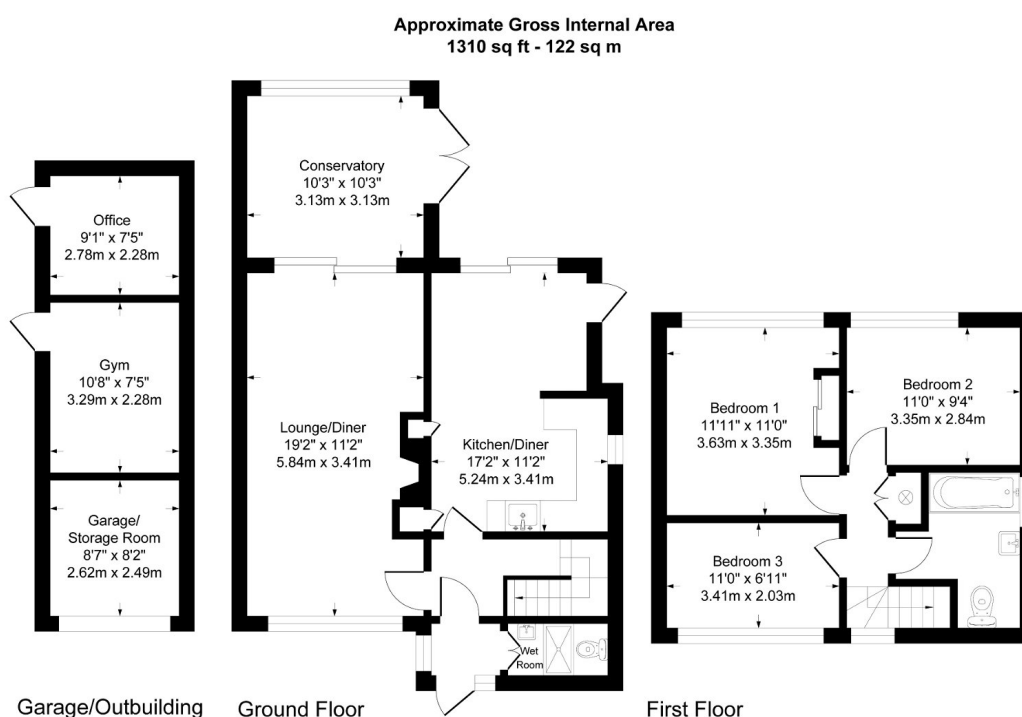 Approximate Gross Internal Area
1310 sq ft - 122 sq m
Conservatory
10'3" x 10'3"
3.13m x 3.13m
Office
9'1" x 7'5"
2.78m x 2.28m
Gym
10'8" x 7'5"
3.29m x 2.28m
Garage/
Storage Room
8'7" x 8'2"
2.62m x 2.49m
Lounge/Diner
19'2" x 11'2"
5.84m x 3.41m
Kitchen/Diner
17'2" x 11'2"
5.24m x 3.41m
Wet
Room
Bedroom 1
11'11" x 11'0"
3.63m x 3.35m
Bedroom 2
11'0" x 9'4"
3.35m x 2.84m
Bedroom 3
11'0" x 6'11"
3.41m x 2.03m
Garage/Outbuilding
Ground Floor
First Floor